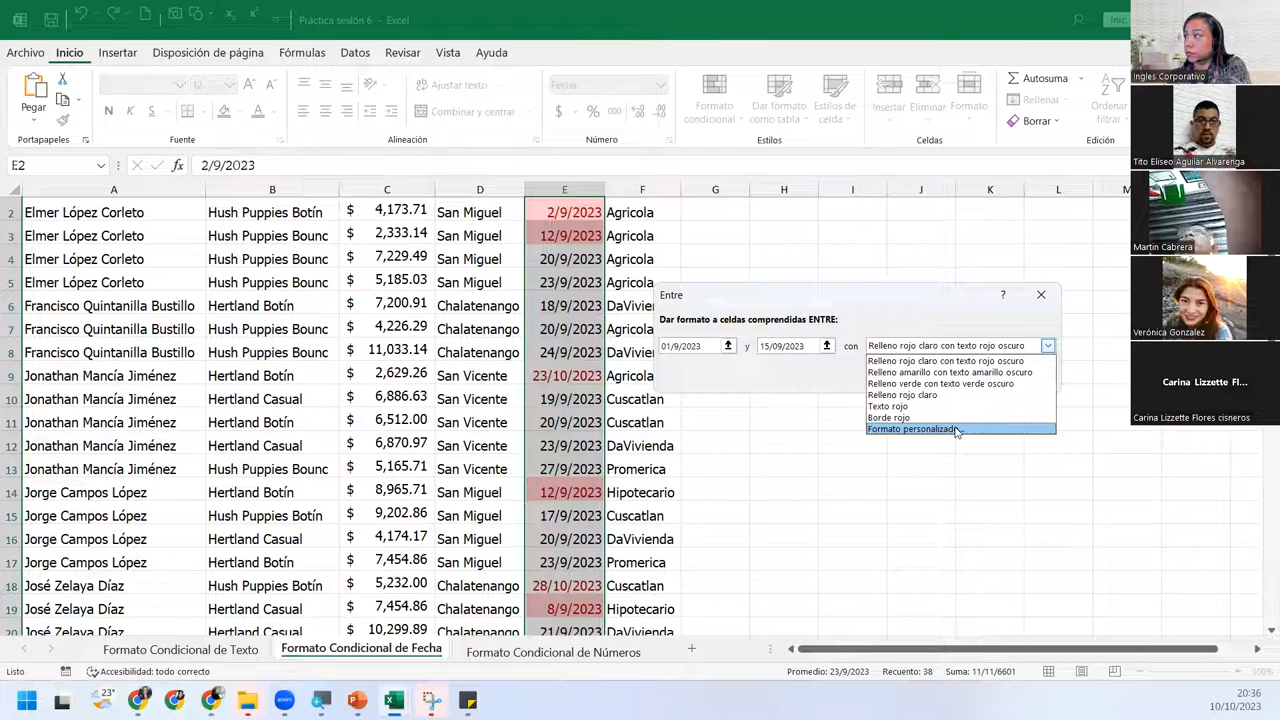 Práctica sesión 6 - Excel
Inic
Archivo Inicio Insertar Disposición de página Fórmulas Datos Revisar Vista Ayuda
Pegar
N K S
Fuente
Portapapeles
Combinar y centrar
Alineación
Fecha
$ % 000
Número
Formato condicional
Dar formato como tabla
Estilos de celda
Estilos
Insertar Eliminar Formato
Celdas
Autosuma
Rellenar
Borrar
Ordenar
filtrar
E2 fx 2/9/2023
A B C D E F G H I J K L M
2 Elmer López Corleto Hush Puppies Botín $ 4,173.71 San Miguel 2/9/2023 Agricola
3 Elmer López Corleto Hush Puppies Bounc $ 2,333.14 San Miguel 12/9/2023 Agricola
4 Elmer López Corleto Hush Puppies Bounc $ 7,229.49 San Miguel 20/9/2023 Agricola
5 Elmer López Corleto Hush Puppies Bounc $ 5,185.03 San Miguel 23/9/2023 Agricola
6 Francisco Quintanilla Bustillo Hertland Botín $ 7,200.91 Chalatenango 18/9/2023 DaVivienda
7 Francisco Quintanilla Bustillo Hush Puppies Bounc $ 4,226.29 Chalatenango 20/9/2023
8 Francisco Quintanilla Bustillo Hush Puppies Bounc $ 11,033.14 Chalatenango 24/9/2023
9 Jonathan Mancía Jiménez Hertland Botín $ 2,629.26 San Vicente 23/10/2023 Agricola
10 Jonathan Mancía Jiménez Hertland Casual $ 6,886.63 San Vicente 19/9/2023 Cuscatlan
11 Jonathan Mancía Jiménez Hertland Botín $ 6,512.00 San Vicente 20/9/2023 Cuscatlan
12 Jonathan Mancía Jiménez Hertland Casual $ 6,870.97 San Vicente 23/9/2023 DaVivienda
13 Jonathan Mancía Jiménez Hush Puppies Bounc $ 5,165.71 San Vicente 27/9/2023 Promerica
14 Jorge Campos López Hertland Botín $ 8,965.71 San Miguel 12/9/2023 Hipotecario
15 Jorge Campos López Hush Puppies Botín $ 9,202.86 San Miguel 17/9/2023 Cuscatlan
16 Jorge Campos López Hertland Casual $ 4,174.17 San Miguel 20/9/2023 DaVivienda
17 Jorge Campos López Hertland Botín $ 7,454.86 San Miguel 23/9/2023 Promerica
18 José Zelaya Díaz Hush Puppies Botín $ 5,232.00 Chalatenango 28/10/2023 Cuscatlan
19 José Zelaya Díaz Hertland Casual $ 7,454.86 Chalatenango 8/9/2023 Hipotecario
20 José Zelaya Díaz Hertland Casual $ 10,299.89 Chalatenango 21/9/2023 DaVivienda
Entre ?
Dar formato a celdas comprendidas ENTRE:
01/9/2023 y 15/09/2023 con Relleno rojo claro con texto rojo oscuro
Relleno rojo claro con texto rojo oscuro
Relleno amarillo con texto amarillo oscuro
Relleno verde con texto verde oscuro
Relleno rojo claro
Texto rojo
Borde rojo
Formato personalizado...
Ingles Corporativo
Tito Eliseo Aguilar Alvarenga
Martin Cabrera
Verónica Gonzalez
Carina Lizzette Fl...
Carina Lizzette Flores cisneros
Formato Condicional de Texto Formato Condicional de Fecha Formato Condicional de Números
Listo Accesibilidad: todo correcto Promedio: 23/9/2023 Recuento: 38 Suma: 11/11/6601 100%
23°
zoom
20:36
10/10/2023